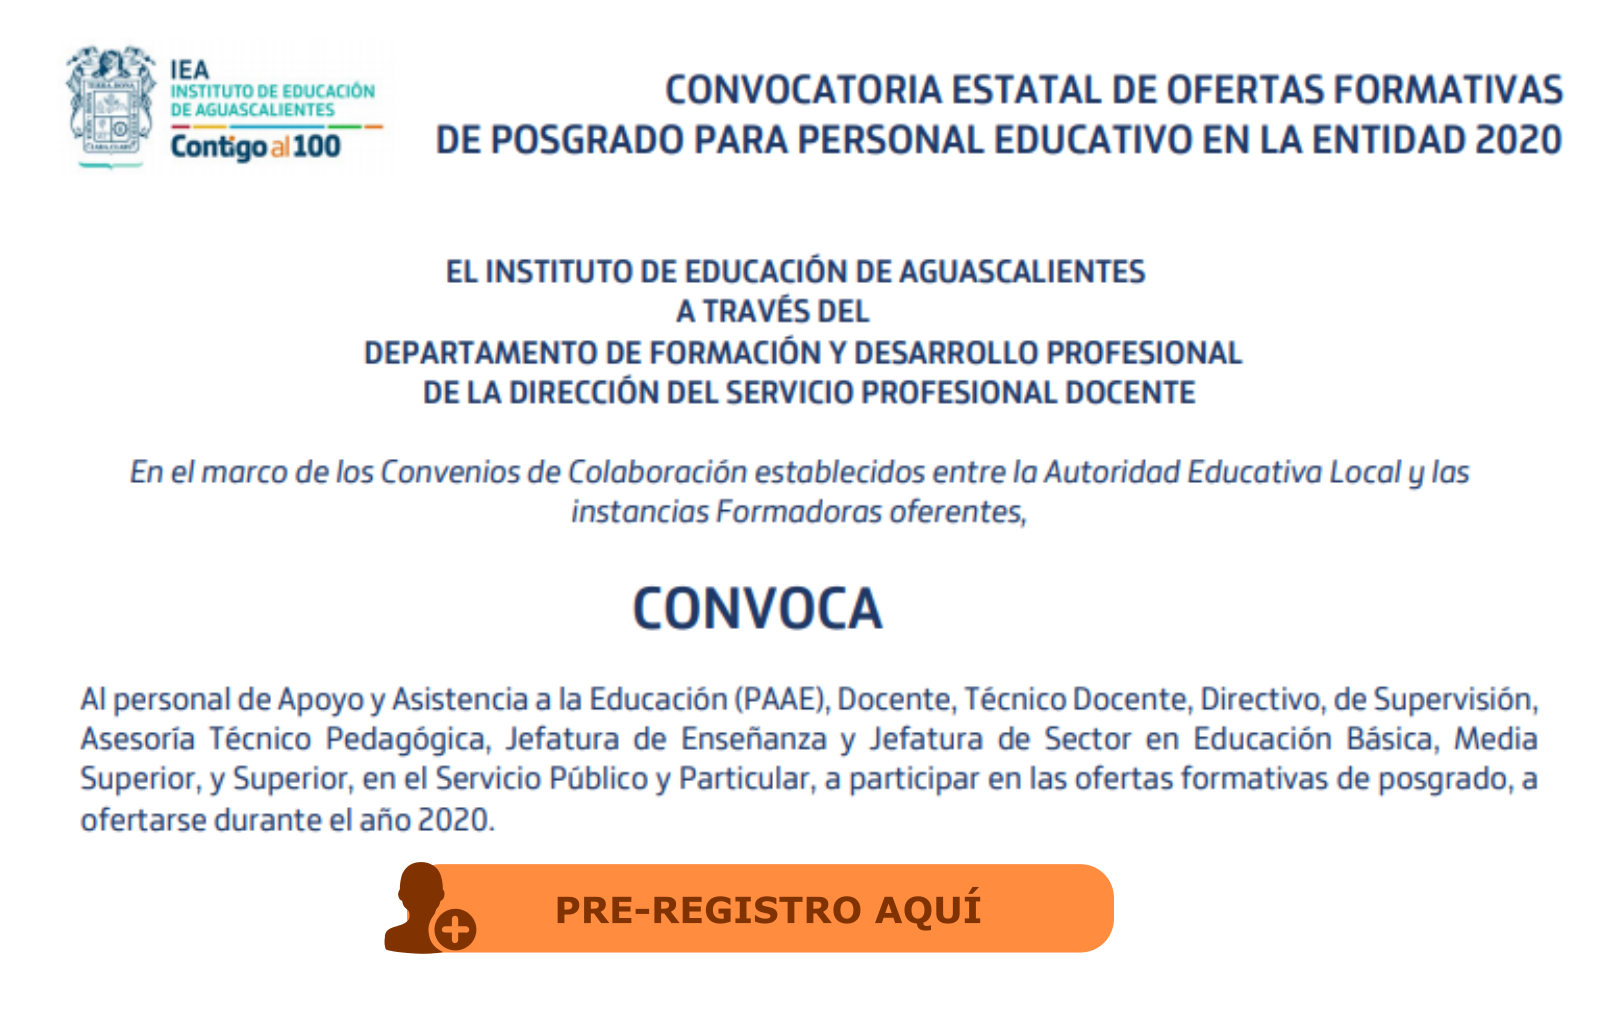 IEA
INSTITUTO DE EDUCACIÓN
DE AGUASCALIENTES
Contigo al 100
CONVOCATORIA ESTATAL DE OFERTAS FORMATIVAS
DE POSGRADO PARA PERSONAL EDUCATIVO EN LA ENTIDAD 2020
EL INSTITUTO DE EDUCACIÓN DE AGUASCALIENTES
A TRAVÉS DEL
DEPARTAMENTO DE FORMACIÓN Y DESARROLLO PROFESIONAL
DE LA DIRECCIÓN DEL SERVICIO PROFESIONAL DOCENTE
En el marco de los Convenios de Colaboración establecidos entre la Autoridad Educativa Local y las
instancias Formadoras oferentes,
CONVOCA
Al personal de Apoyo y Asistencia a la Educación (PAAE), Docente, Técnico Docente, Directivo, de Supervisión,
Asesoría Técnico Pedagógica, Jefatura de Enseñanza y Jefatura de Sector en Educación Básica, Media
Superior, y Superior, en el Servicio Público y Particular, a participar en las ofertas formativas de posgrado, a
ofertarse durante el año 2020.
PRE-REGISTRO AQUÍ